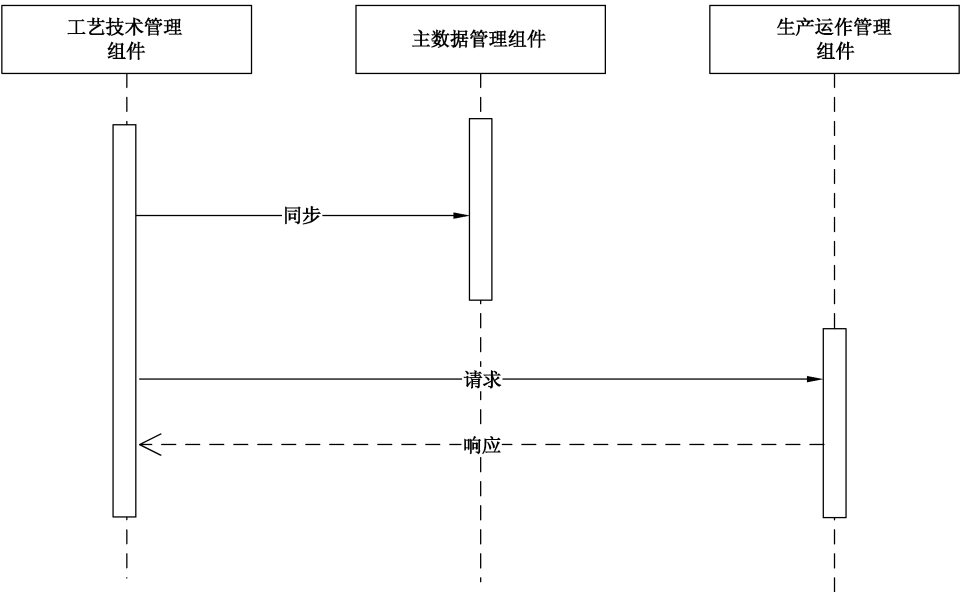 工艺技术管理
组件
主数据管理组件
生产运作管理
组件
同步
请求
响应